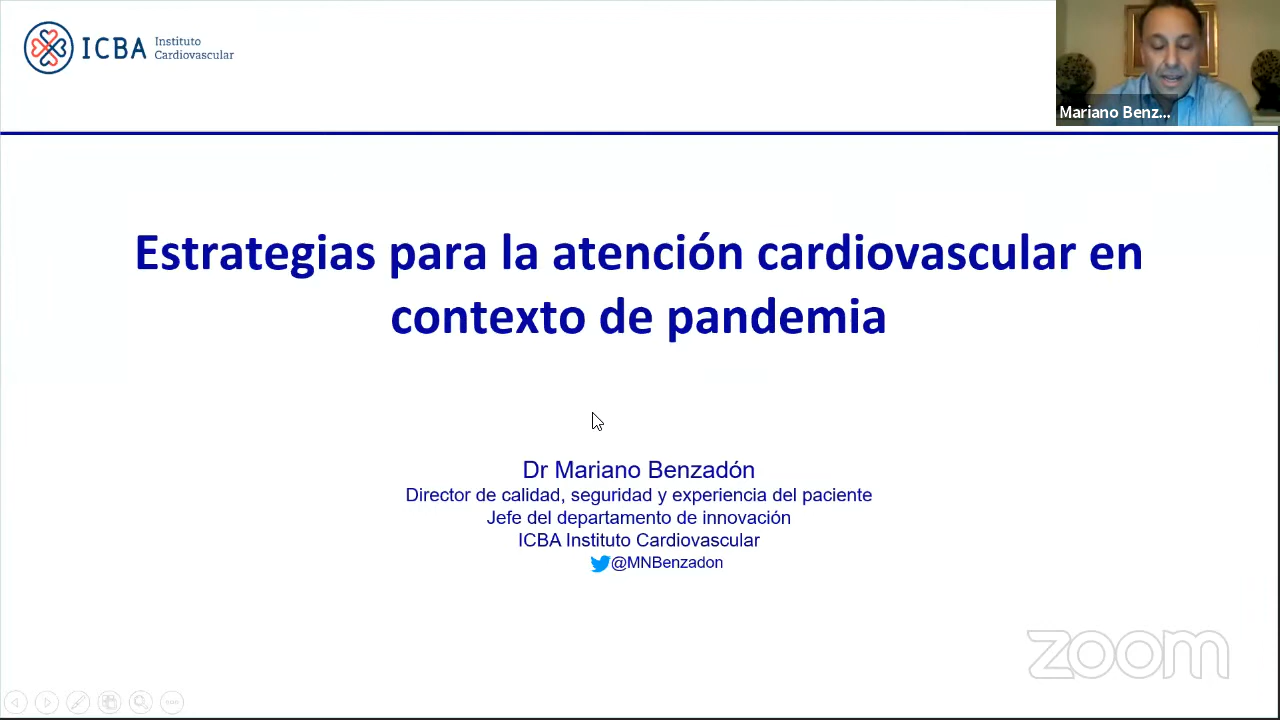 ICBA
Instituto
Cardiovascular
Mariano Benz...
Estrategias para la atención cardiovascular en
contexto de pandemia
Dr Mariano Benzadón
Director de calidad, seguridad y experiencia del paciente
Jefe del departamento de innovación
ICBA Instituto Cardiovascular
@MNBenzadon
zoom